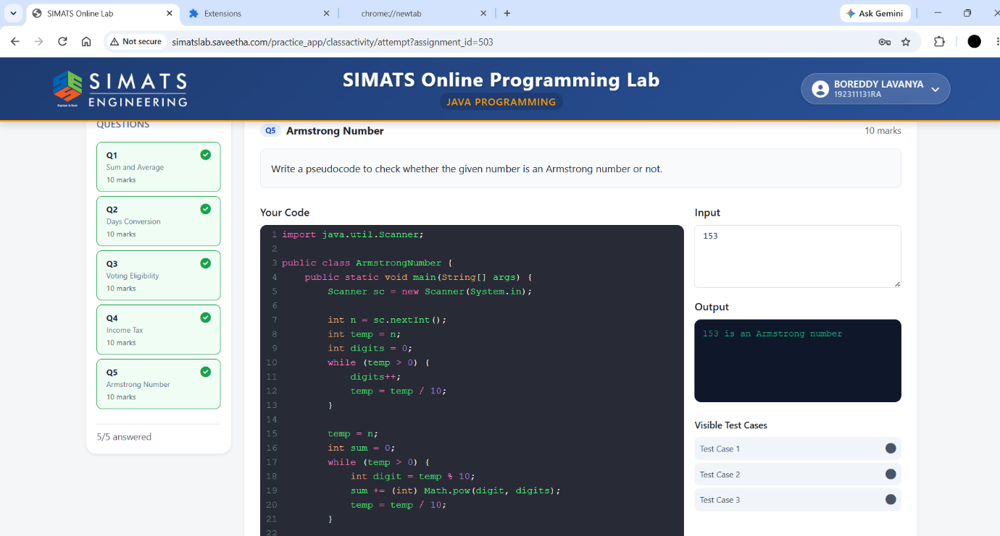 SIMATS Online Lab
Extensions
chrome://newtab
Ask Gemini
Not secure
simatslab.saveetha.com/practice_app/classactivity/attempt?assignment_id=503
SIMATS
ENGINEERING
Engineer to Excel
SIMATS Online Programming Lab
JAVA PROGRAMMING
BOREDDY LAVANYA
192311131RA
QUESTIONS
Q1
Sum and Average
10 marks
Q2
Days Conversion
10 marks
Q3
Voting Eligibility
10 marks
Q4
Income Tax
10 marks
Q5
Armstrong Number
10 marks
5/5 answered
Q5 Armstrong Number 10 marks
Write a pseudocode to check whether the given number is an Armstrong number or not.
Your Code
1 import java.util.Scanner;
2
3 public class ArmstrongNumber {
4 public static void main(String[] args) {
5 Scanner sc = new Scanner(System.in);
6
7 int n = sc.nextInt();
8 int temp = n;
9 int digits = 0;
10 while (temp > 0) {
11 digits++;
12 temp = temp / 10;
13 }
14
15 temp = n;
16 int sum = 0;
17 while (temp > 0) {
18 int digit = temp % 10;
19 sum += (int) Math.pow(digit, digits);
20 temp = temp / 10;
21 }
22
Input
153
Output
153 is an Armstrong number
Visible Test Cases
Test Case 1
Test Case 2
Test Case 3